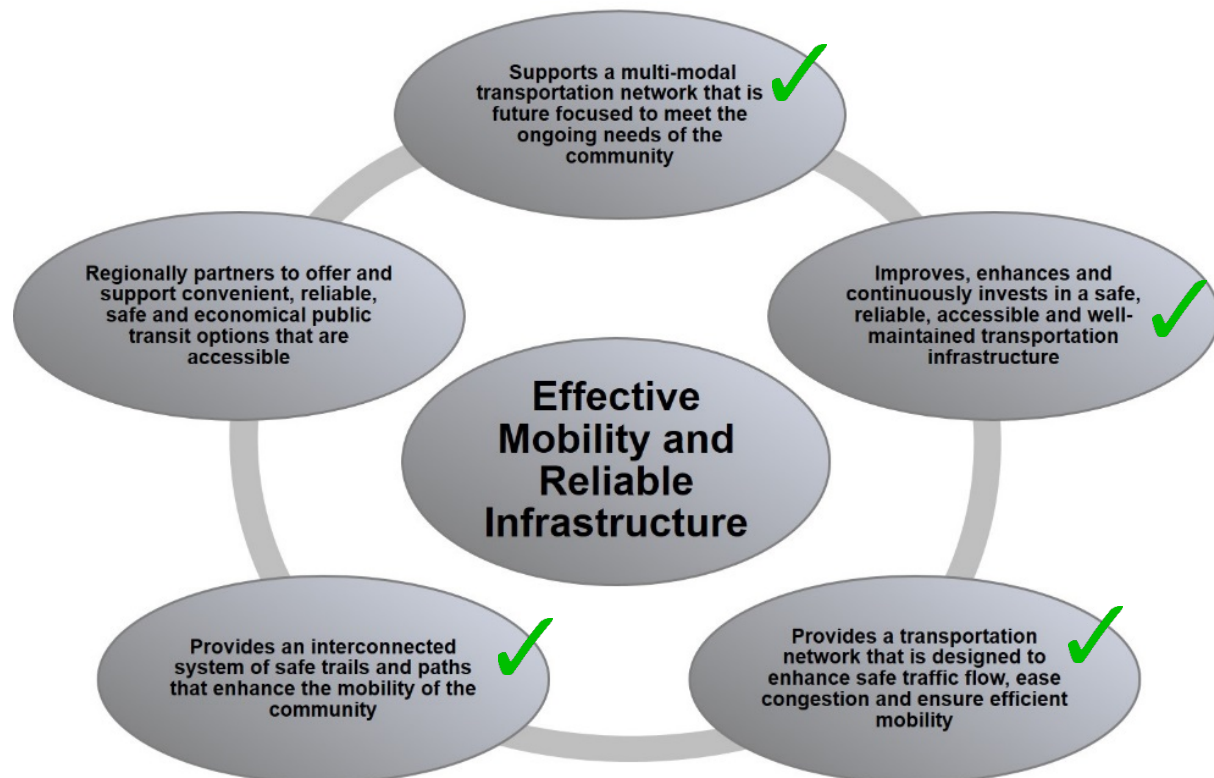 Supports a multi-modal
transportation network that is
future focused to meet the
ongoing needs of the
community
Regionally partners to offer and
support convenient, reliable,
safe and economical public
transit options that are
accessible
Improves, enhances and
continuously invests in a safe,
reliable, accessible and well-
maintained transportation
infrastructure
Effective
Mobility and
Reliable
Infrastructure
Provides an interconnected
system of safe trails and paths
that enhance the mobility of the
community
Provides a transportation
network that is designed to
enhance safe traffic flow, ease
congestion and ensure efficient
mobility